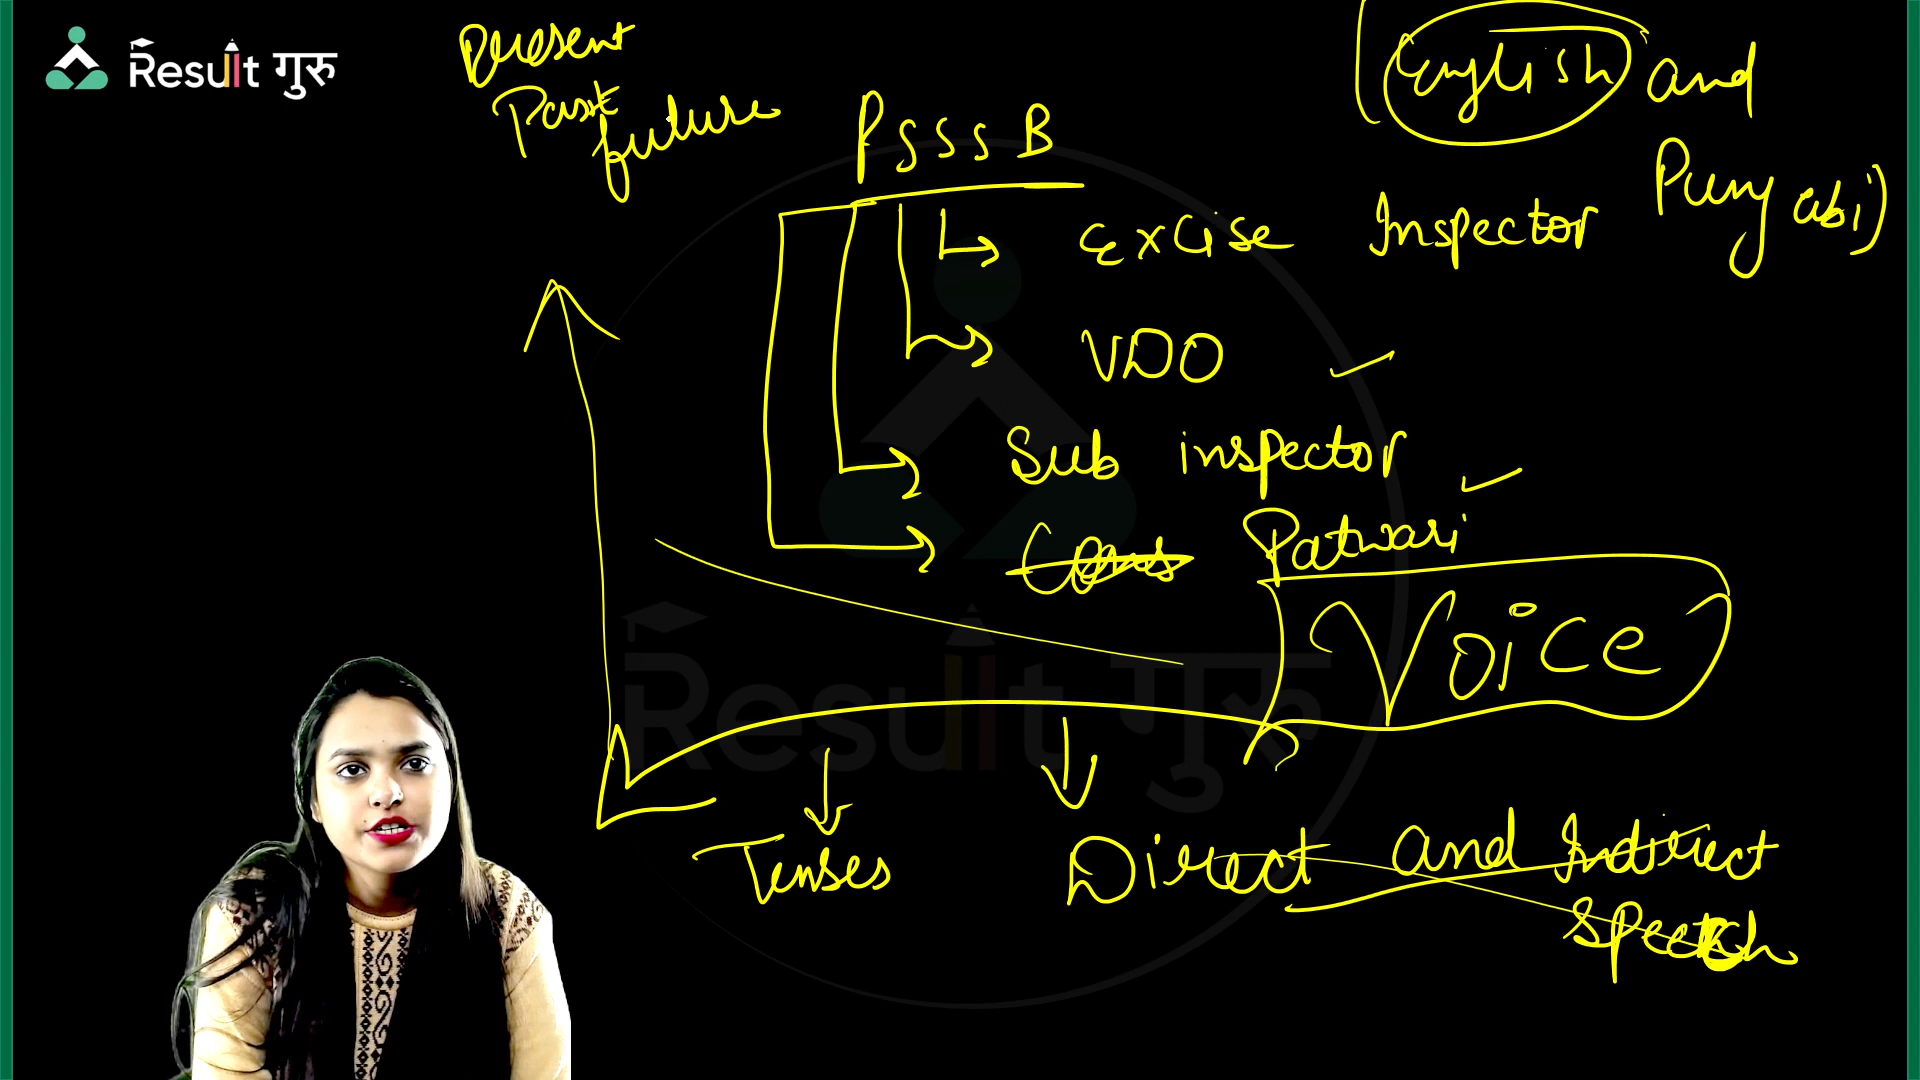 Result गुरु
Present
Past
future
PSSSB
(English and
Punjabi)
Excise Inspector
VDO
Sub inspector
Patwari
Voice
Result गुरु
Tenses
Direct and Indirect
Speech